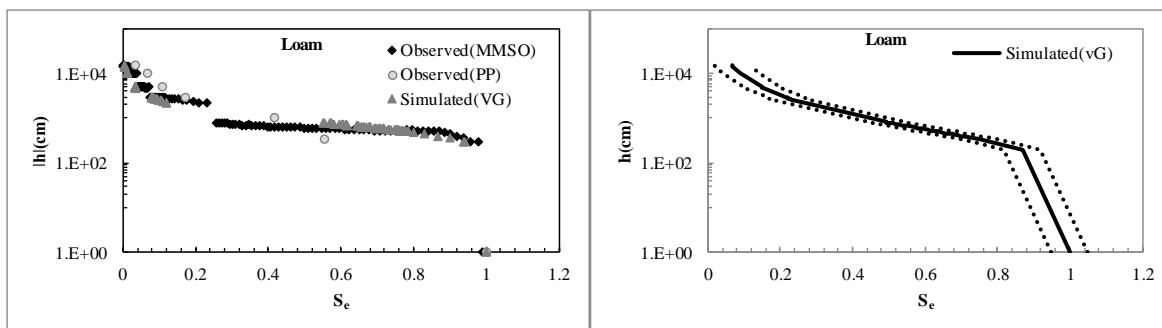 Loam
Observed(MMSO)
Observed(PP)
Simulated(VG)
1.E+04
1.E+02
1.E+00
|h|(cm)
0 0.2 0.4 0.6 0.8 1 1.2
Se
Loam
Simulated(vG)
1.E+04
1.E+02
1.E+00
h(cm)
0 0.2 0.4 0.6 0.8 1 1.2
Se